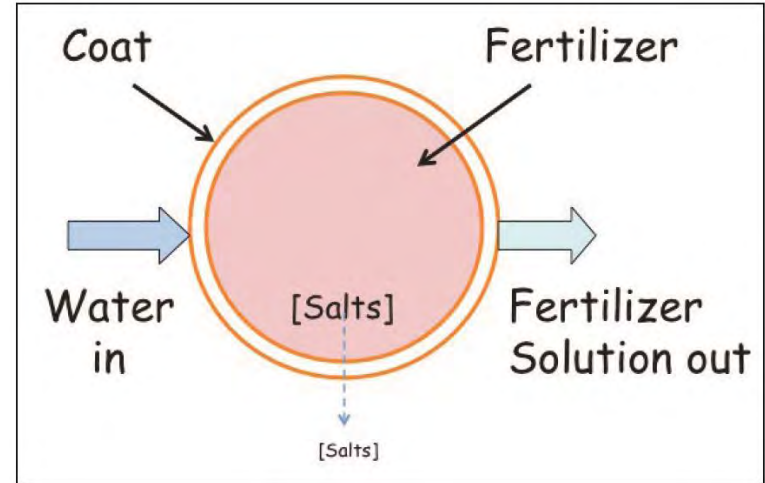 Coat
Fertilizer
Water
in
[Salts]
Fertilizer
Solution out
[Salts]